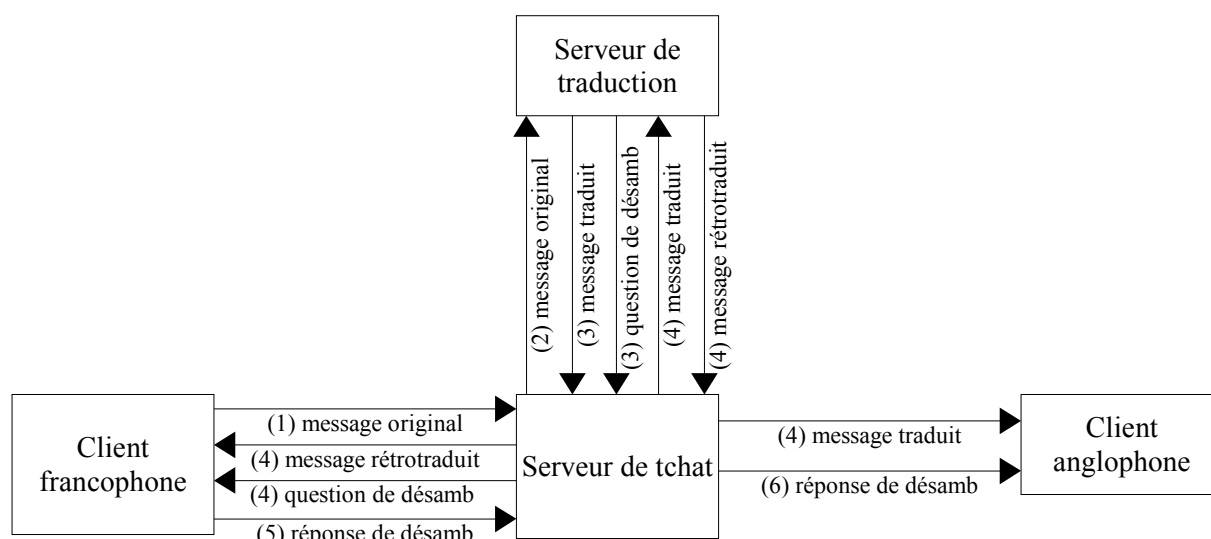 Serveur de
traduction
(2) message original
(3) message traduit
(3) question de désamb
(4) message traduit
(4) message rétrotraduit
Client
francophone
(1) message original
(4) message rétrotraduit
(4) question de désamb
(5) réponse de désamb
Serveur de tchat
(4) message traduit
(6) réponse de désamb
Client
anglophone